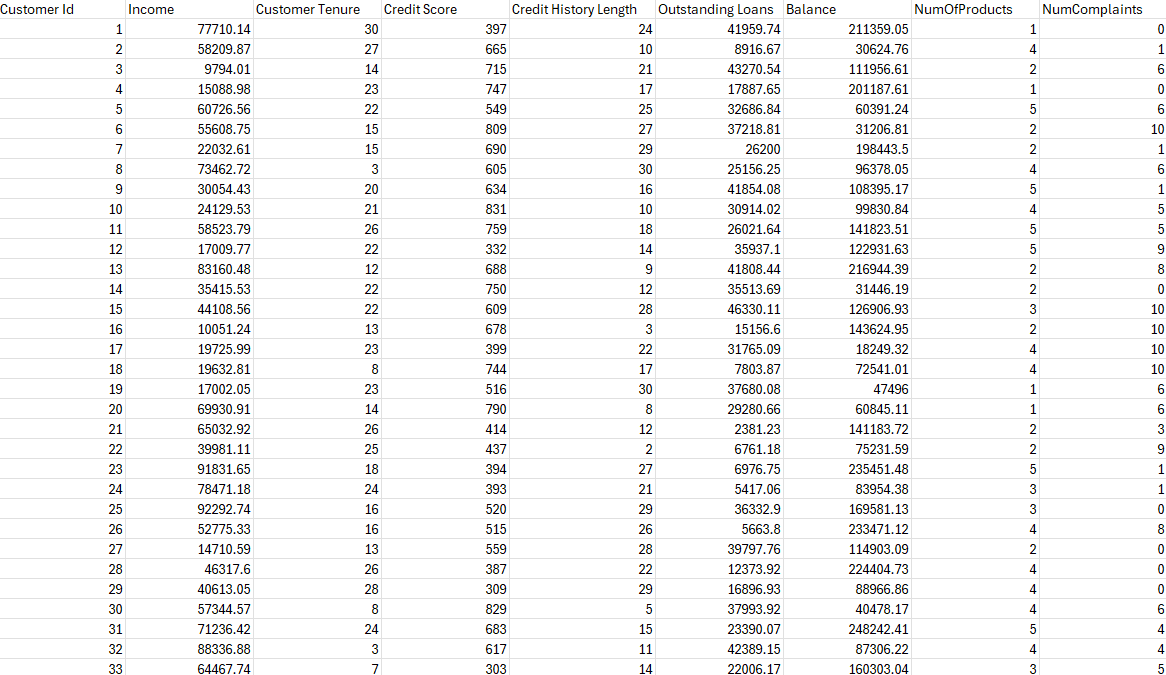 Customer Id Income Customer Tenure Credit Score Credit History Length Outstanding Loans Balance NumOfProducts NumComplaints
1 77710.14 30 397 24 41959.74 211359.05 1 0
2 58209.87 27 665 10 8916.67 30624.76 4 1
3 9794.01 14 715 21 43270.54 111956.61 2 6
4 15088.98 23 747 17 17887.65 201187.61 1 0
5 60726.56 22 549 25 32686.84 60391.24 5 6
6 55608.75 15 809 27 37218.81 31206.81 2 10
7 22032.61 15 690 29 26200 198443.5 2 1
8 73462.72 3 605 30 25156.25 96378.05 4 6
9 30054.43 20 634 16 41854.08 108395.17 5 1
10 24129.53 21 831 10 30914.02 99830.84 4 5
11 58523.79 26 759 18 26021.64 141823.51 5 5
12 17009.77 22 332 14 35937.1 122931.63 5 9
13 83160.48 12 688 9 41808.44 216944.39 2 8
14 35415.53 22 750 12 35513.69 31446.19 2 0
15 44108.56 22 609 28 46330.11 126906.93 3 10
16 10051.24 13 678 3 15156.6 143624.95 2 10
17 19725.99 23 399 22 31765.09 18249.32 4 10
18 19632.81 8 744 17 7803.87 72541.01 4 10
19 17002.05 23 516 30 37680.08 47496 1 6
20 69930.91 14 790 8 29280.66 60845.11 1 6
21 65032.92 26 414 12 2381.23 141183.72 2 3
22 39981.11 25 437 2 6761.18 75231.59 2 9
23 91831.65 18 394 27 6976.75 235451.48 5 1
24 78471.18 24 393 21 5417.06 83954.38 3 1
25 92292.74 16 520 29 36332.9 169581.13 3 0
26 52775.33 16 515 26 5663.8 233471.12 4 8
27 14710.59 13 559 28 39797.76 114903.09 2 0
28 46317.6 26 387 22 12373.92 224404.73 4 0
29 40613.05 28 309 29 16896.93 88966.86 4 0
30 57344.57 8 829 5 37993.92 40478.17 4 6
31 71236.42 24 683 15 23390.07 248242.41 5 4
32 88336.88 3 617 11 42389.15 87306.22 4 4
33 64467.74 7 303 14 22006.17 160303.04 3 5